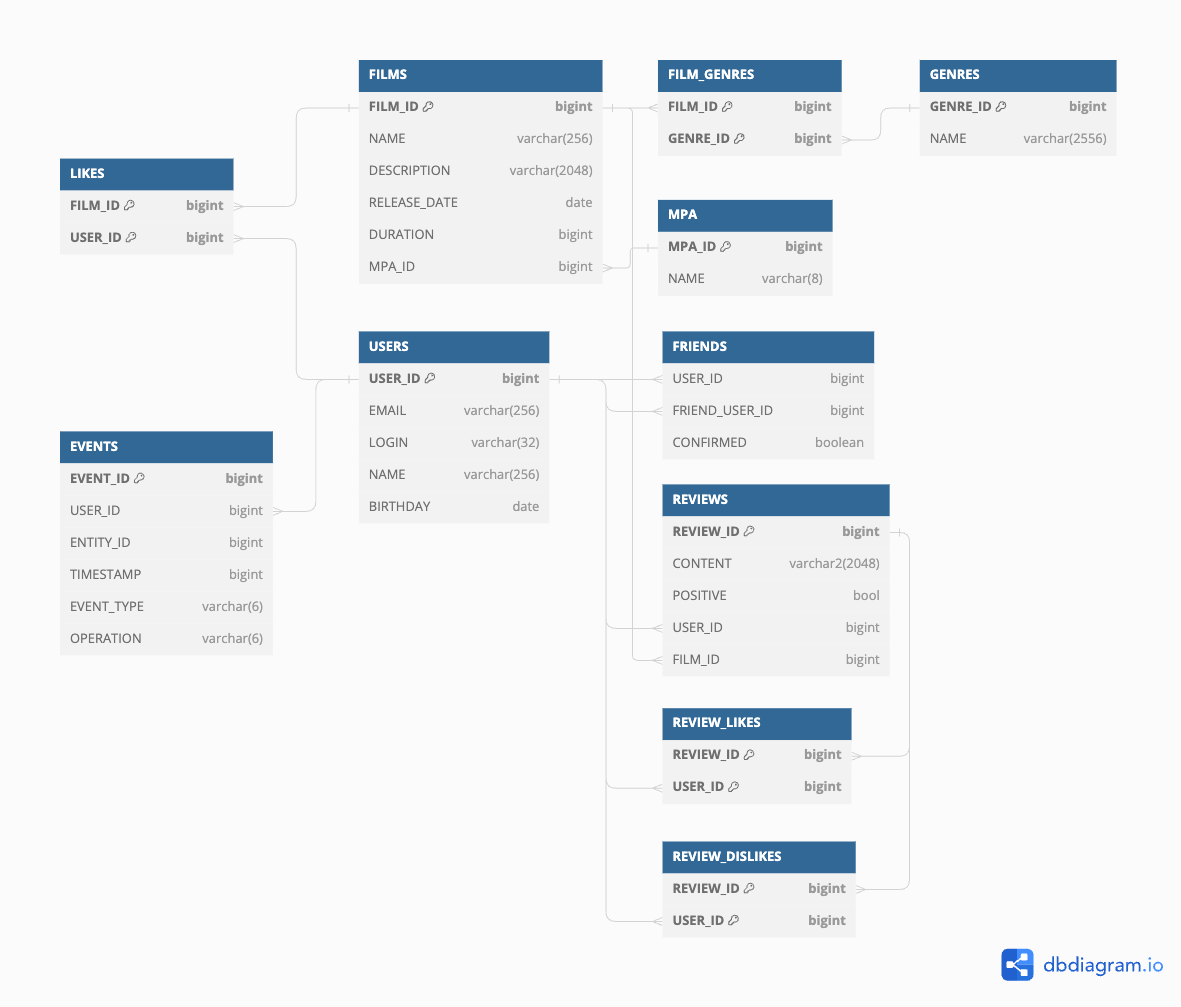 FILMS
FILM_ID bigint
NAME varchar(256)
DESCRIPTION varchar(2048)
RELEASE_DATE date
DURATION bigint
MPA_ID bigint
FILM_GENRES
FILM_ID bigint
GENRE_ID bigint
GENRES
GENRE_ID bigint
NAME varchar(2556)
LIKES
FILM_ID bigint
USER_ID bigint
MPA
MPA_ID bigint
NAME varchar(8)
USERS
USER_ID bigint
EMAIL varchar(256)
LOGIN varchar(32)
NAME varchar(256)
BIRTHDAY date
FRIENDS
USER_ID bigint
FRIEND_USER_ID bigint
CONFIRMED boolean
EVENTS
EVENT_ID bigint
USER_ID bigint
ENTITY_ID bigint
TIMESTAMP bigint
EVENT_TYPE varchar(6)
OPERATION varchar(6)
REVIEWS
REVIEW_ID bigint
CONTENT varchar2(2048)
POSITIVE bool
USER_ID bigint
FILM_ID bigint
REVIEW_LIKES
REVIEW_ID bigint
USER_ID bigint
REVIEW_DISLIKES
REVIEW_ID bigint
USER_ID bigint
dbdiagram.io